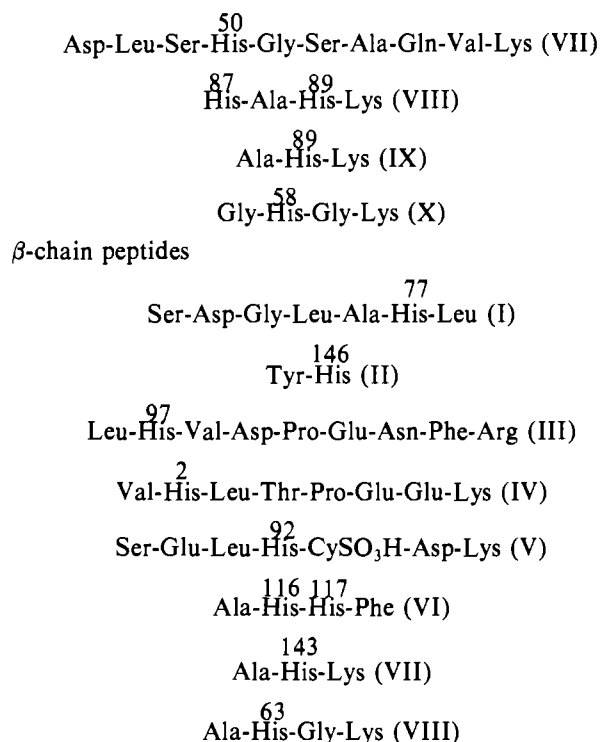 50
Asp-Leu-Ser-His-Gly-Ser-Ala-Gln-Val-Lys (VII)
87 89
His-Ala-His-Lys (VIII)
89
Ala-His-Lys (IX)
58
Gly-His-Gly-Lys (X)
β-chain peptides
77
Ser-Asp-Gly-Leu-Ala-His-Leu (I)
146
Tyr-His (II)
97
Leu-His-Val-Asp-Pro-Glu-Asn-Phe-Arg (III)
2
Val-His-Leu-Thr-Pro-Glu-Glu-Lys (IV)
92
Ser-Glu-Leu-His-CySO₃H-Asp-Lys (V)
116 117
Ala-His-His-Phe (VI)
143
Ala-His-Lys (VII)
63
Ala-His-Gly-Lys (VIII)